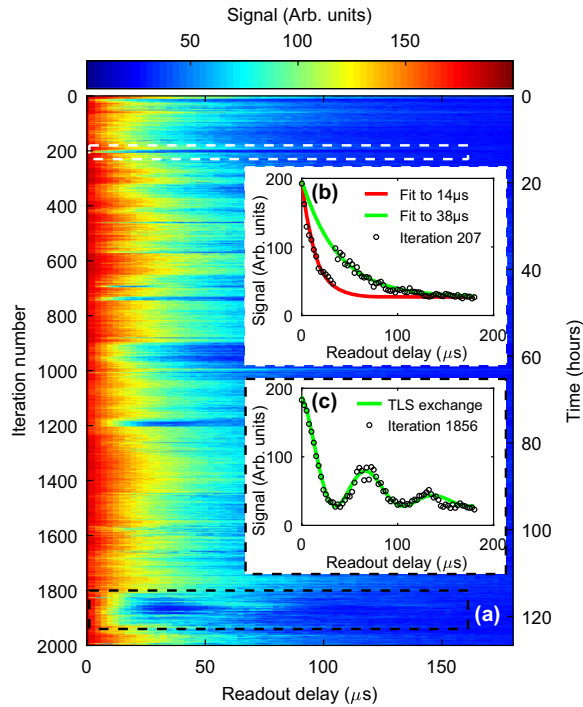 Signal (Arb. units)
50 100 150
0
200
400
600
800
1000
1200
1400
1600
1800
2000
Iteration number
0 50 100 150
Readout delay (μs)
0
20
40
60
80
100
120
Time (hours)
(a)
(b)
Fit to 14μs
Fit to 38μs
Iteration 207
200
100
0
Signal (Arb. units)
0 100 200
Readout delay (μs)
(c)
TLS exchange
Iteration 1856
200
100
0
Signal (Arb. units)
0 100 200
Readout delay (μs)